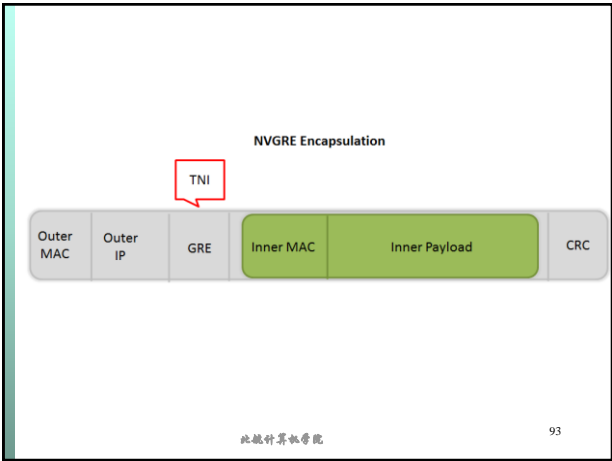 NVGRE Encapsulation
TNI
Outer
MAC
Outer
IP
GRE
Inner MAC
Inner Payload
CRC
北航计算机学院
93